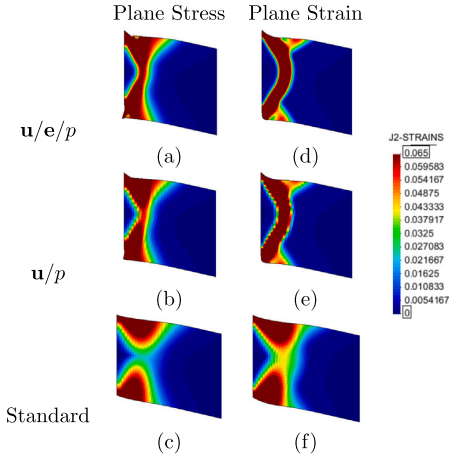 Plane Stress Plane Strain
u/e/p
(a) (d)
J2-STRAINS
0.065
0.059583
0.054167
0.04875
0.043333
0.037917
0.0325
0.027083
0.021667
0.01625
0.010833
0.0054167
0
u/p
(b) (e)
Standard
(c) (f)